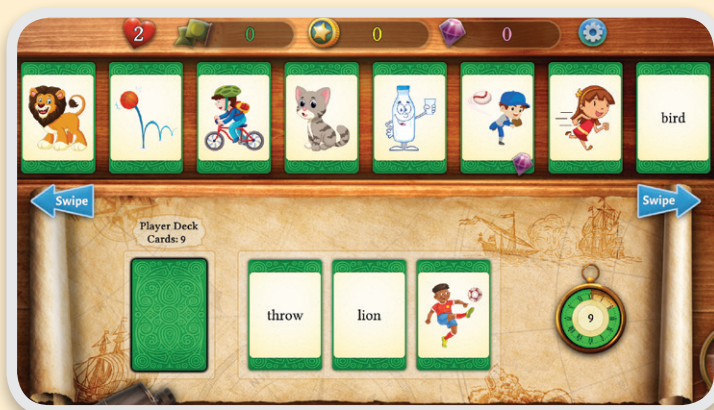 2
0
0
0
bird
Swipe
Swipe
Player Deck
Cards: 9
throw
lion
9